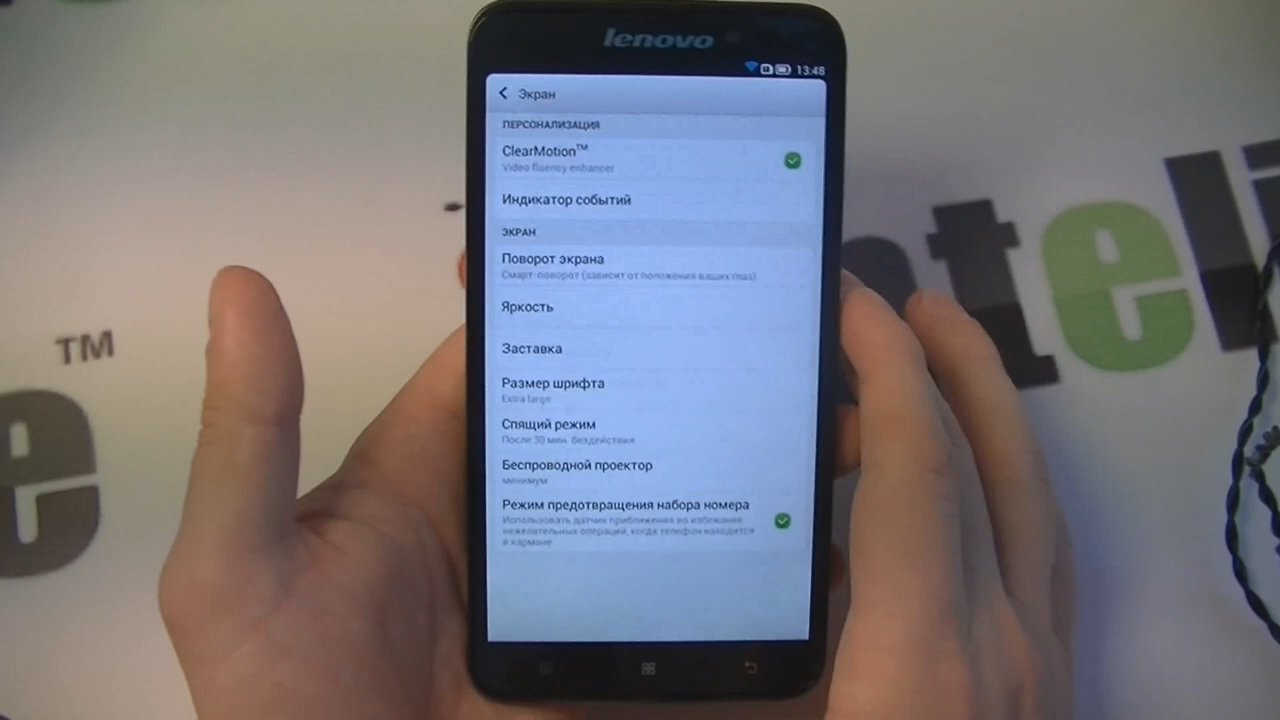 lenovo
13:48
Экран
ПЕРСОНАЛИЗАЦИЯ
ClearMotion™
Video fluency enhancer
Индикатор событий
ЭКРАН
Поворот экрана
Смарт-поворот (зависит от положения ваших глаз)
Яркость
Заставка
Размер шрифта
Extra large
Спящий режим
После 30 мин. бездействия
Беспроводной проектор
минимум
Режим предотвращения набора номера
Использовать датчик приближения во избежание
нежелательных операций, когда телефон находится
в кармане
TM
e
teli